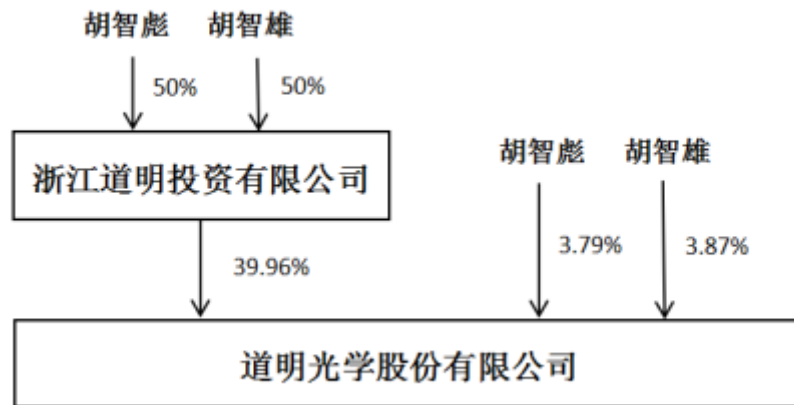 胡智彪 胡智雄
50% 50%
浙江道明投资有限公司
胡智彪 胡智雄
39.96% 3.79% 3.87%
道明光学股份有限公司